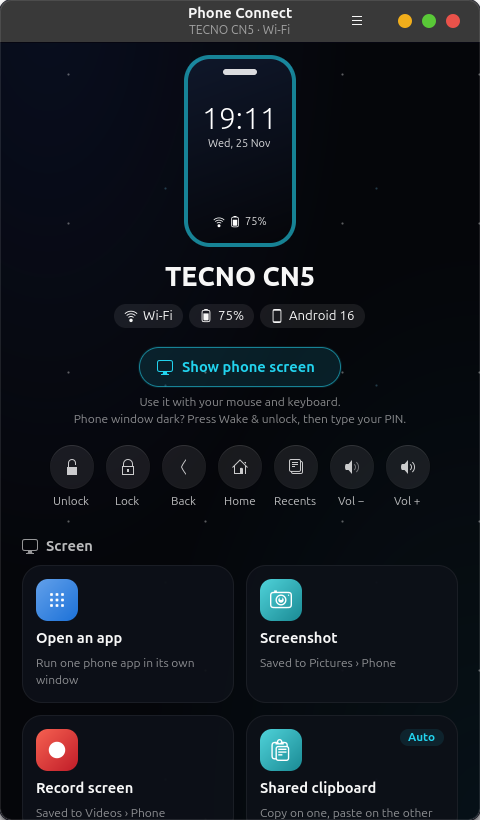 Phone Connect
TECNO CN5 · Wi-Fi
19:11
Wed, 25 Nov
75%
TECNO CN5
Wi-Fi
75%
Android 16
Show phone screen
Use it with your mouse and keyboard.
Phone window dark? Press Wake & unlock, then type your PIN.
Unlock
Lock
Back
Home
Recents
Vol −
Vol +
Screen
Open an app
Run one phone app in its own
window
Screenshot
Saved to Pictures › Phone
Record screen
Saved to Videos › Phone
Auto
Shared clipboard
Copy on one, paste on the other